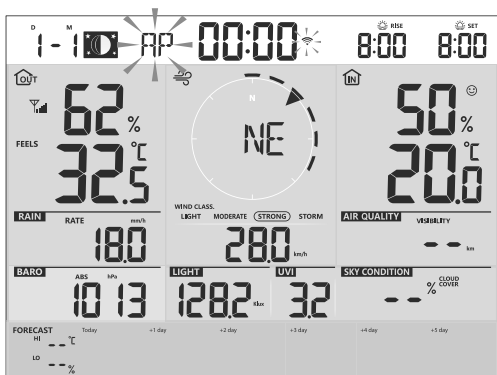 D M RISE SET
1-1 AP 00:00 8:00 8:00
OUT IN
62% 50%
N
FEELS NE
32.5°C 20.0°C
WIND CLASS.
LIGHT MODERATE STRONG STORM
RAIN RATE mm/h AIR QUALITY VISIBILITY
18.0 28.0 km/h -- km
BARO ABS hPa LIGHT UVI SKY CONDITION
1013 128.2 Klux 3.2 --% CLOUD COVER
FORECAST Today +1 day +2 day +3 day +4 day +5 day
HI --°C
LO --%